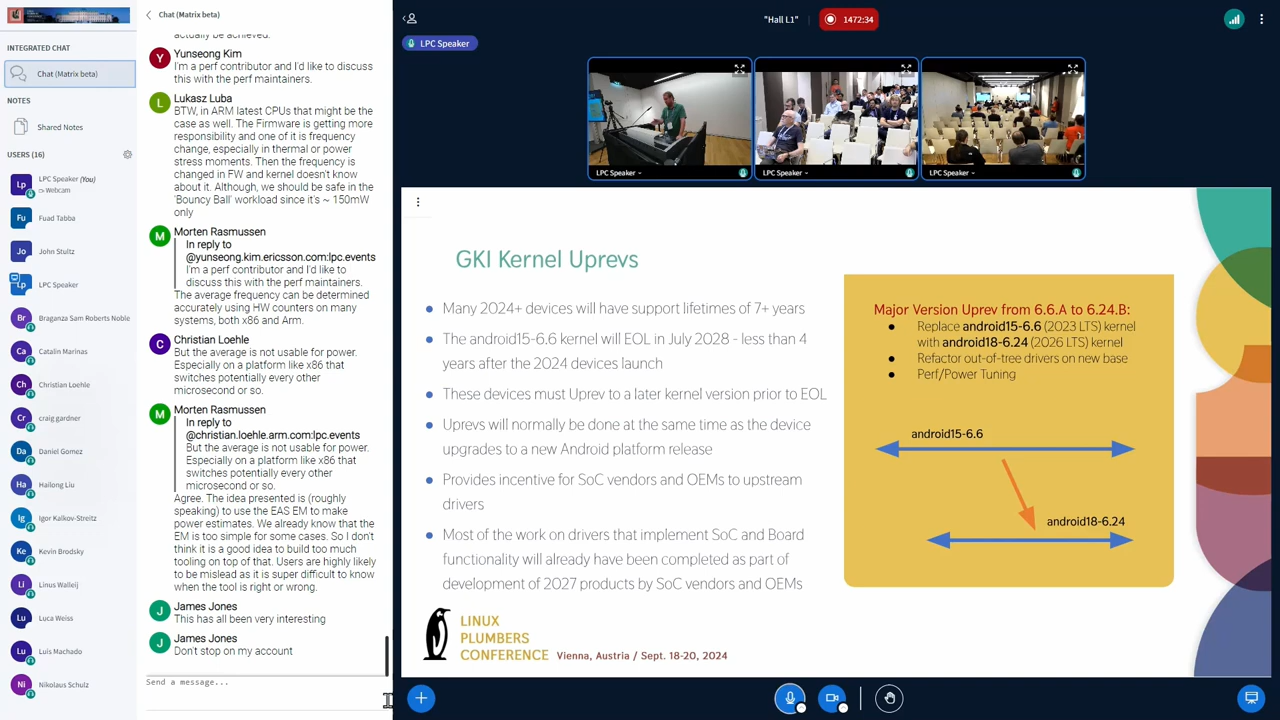 INTEGRATED CHAT
Chat (Matrix beta)
NOTES
Shared Notes
USERS (16)
Lp
LPC Speaker (You)
Webcam
Fu
Fuad Tabba
Jo
John Stultz
Lp
LPC Speaker
Br
Braganza Sam Roberts Noble
Ca
Catalin Marinas
Ch
Christian Loehle
cr
craig gardner
Da
Daniel Gomez
Ha
Hailong Liu
Ig
Igor Kalkov-Streitz
Ke
Kevin Brodsky
Li
Linus Walleij
Lu
Luca Weiss
Lu
Luis Machado
Ni
Nikolaus Schulz
Chat (Matrix beta)
actually be achieved.
Y
Yunseong Kim
I'm a perf contributor and I'd like to discuss
this with the perf maintainers.
L
Lukasz Luba
BTW, in ARM latest CPUs that might be the
case as well. The Firmware is getting more
responsibility and one of it is frequency
change, especially in thermal or power
stress moments. Then the frequency is
changed in FW and kernel doesn't know
about it. Although, we should be safe in the
'Bouncy Ball' workload since it's ~ 150mW
only
M
Morten Rasmussen
In reply to
@yunseong.kim.ericsson.com:lpc.events
I'm a perf contributor and I'd like to
discuss this with the perf maintainers.
The average frequency can be determined
accurately using HW counters on many
systems, both x86 and Arm.
C
Christian Loehle
But the average is not usable for power.
Especially on a platform like x86 that
switches potentially every other
microsecond or so.
M
Morten Rasmussen
In reply to
@christian.loehle.arm.com:lpc.events
But the average is not usable for power.
Especially on a platform like x86 that
switches potentially every other
microsecond or so.
Agree. The idea presented is (roughly
speaking) to use the EAS EM to make
power estimates. We already know that the
EM is too simple for some cases. So I don't
think it is a good idea to build too much
tooling on top of that. Users are highly likely
to be mislead as it is super difficult to know
when the tool is right or wrong.
J
James Jones
This has all been very interesting
J
James Jones
Don't stop on my account
Send a message...
"Hall L1"
1472:34
LPC Speaker
LPC Speaker
LPC Speaker
LPC Speaker
GKI Kernel Uprevs
Many 2024+ devices will have support lifetimes of 7+ years
The android15-6.6 kernel will EOL in July 2028 - less than 4
years after the 2024 devices launch
These devices must Uprev to a later kernel version prior to EOL
Uprevs will normally be done at the same time as the device
upgrades to a new Android platform release
Provides incentive for SoC vendors and OEMs to upstream
drivers
Most of the work on drivers that implement SoC and Board
functionality will already have been completed as part of
development of 2027 products by SoC vendors and OEMs
Major Version Uprev from 6.6.A to 6.24.B:
Replace android15-6.6 (2023 LTS) kernel
with android18-6.24 (2026 LTS) kernel
Refactor out-of-tree drivers on new base
Perf/Power Tuning
android15-6.6
android18-6.24
LINUX
PLUMBERS
CONFERENCE
Vienna, Austria / Sept. 18-20, 2024